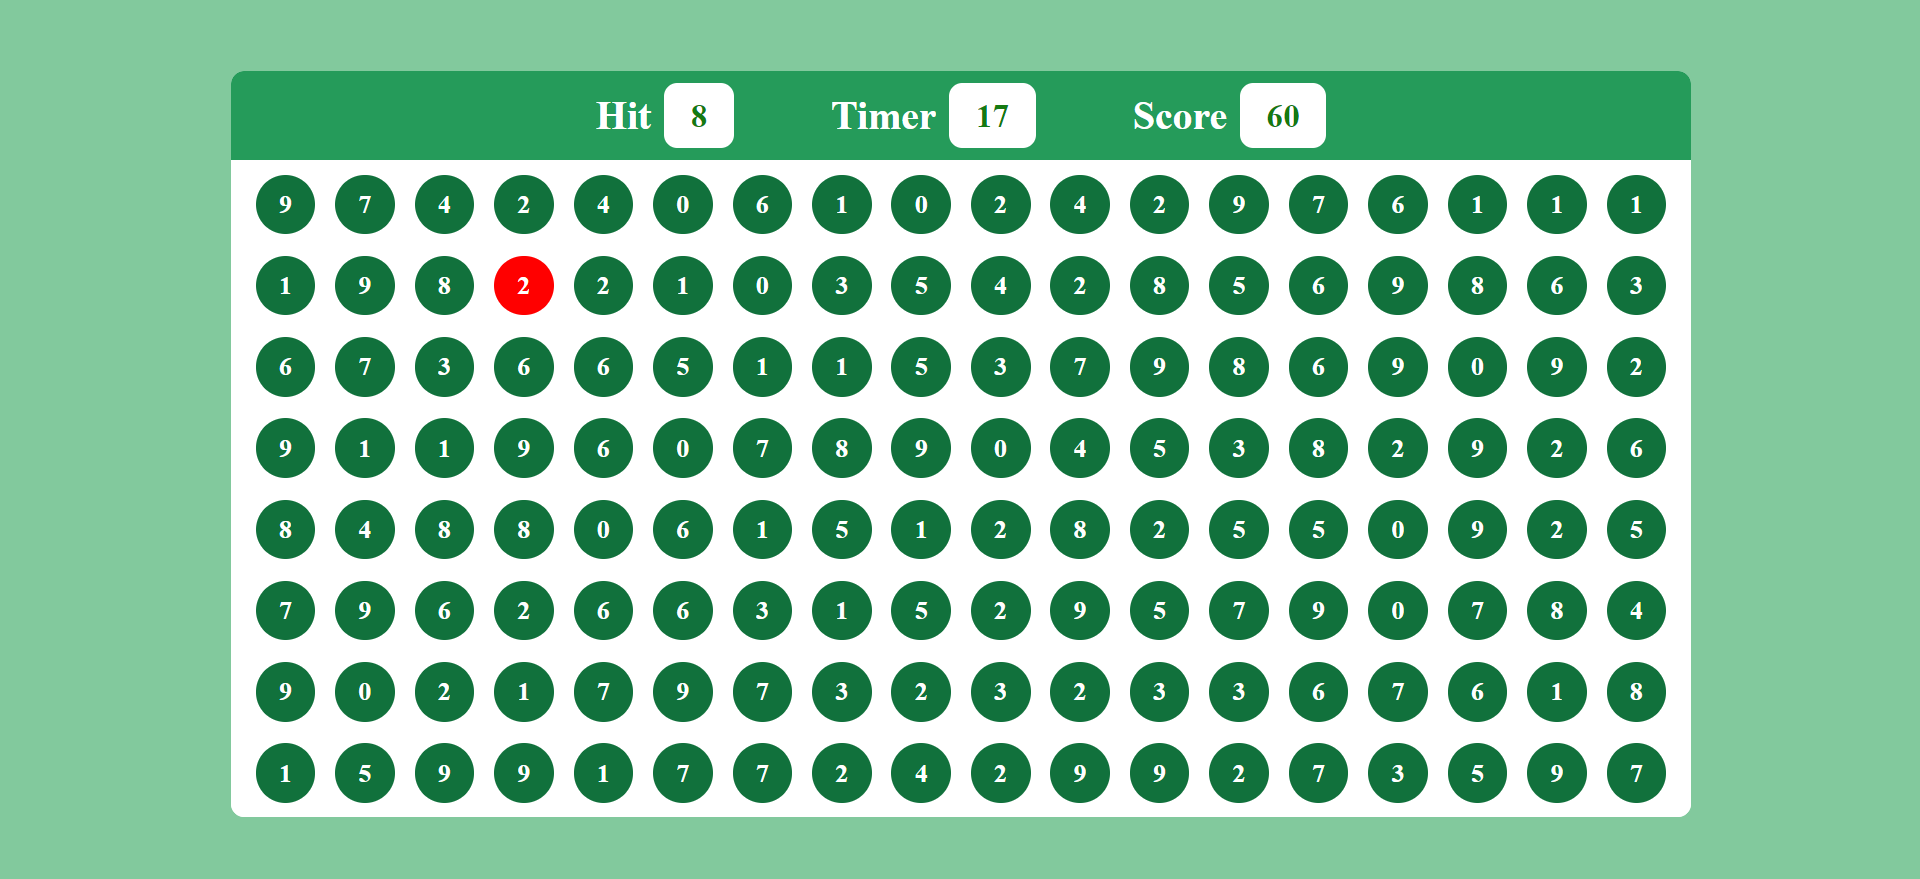 Hit 8 Timer 17 Score 60
9 7 4 2 4 0 6 1 0 2 4 2 9 7 6 1 1 1
1 9 8 2 2 1 0 3 5 4 2 8 5 6 9 8 6 3
6 7 3 6 6 5 1 1 5 3 7 9 8 6 9 0 9 2
9 1 1 9 6 0 7 8 9 0 4 5 3 8 2 9 2 6
8 4 8 8 0 6 1 5 1 2 8 2 5 5 0 9 2 5
7 9 6 2 6 6 3 1 5 2 9 5 7 9 0 7 8 4
9 0 2 1 7 9 7 3 2 3 2 3 3 6 7 6 1 8
1 5 9 9 1 7 7 2 4 2 9 9 2 7 3 5 9 7